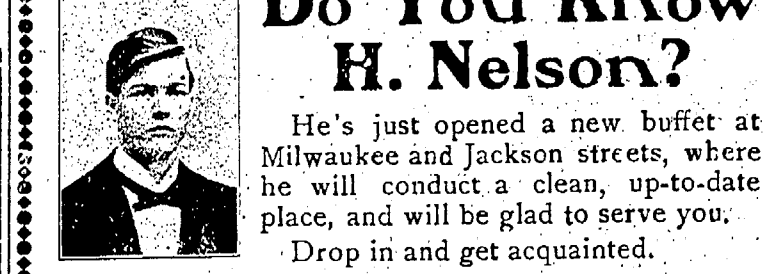 Do You Know
H. Nelson?
He's just opened a new buffet at
Milwaukee and Jackson streets, where
he will conduct a clean, up-to-date
place, and will be glad to serve you.
Drop in and get acquainted.